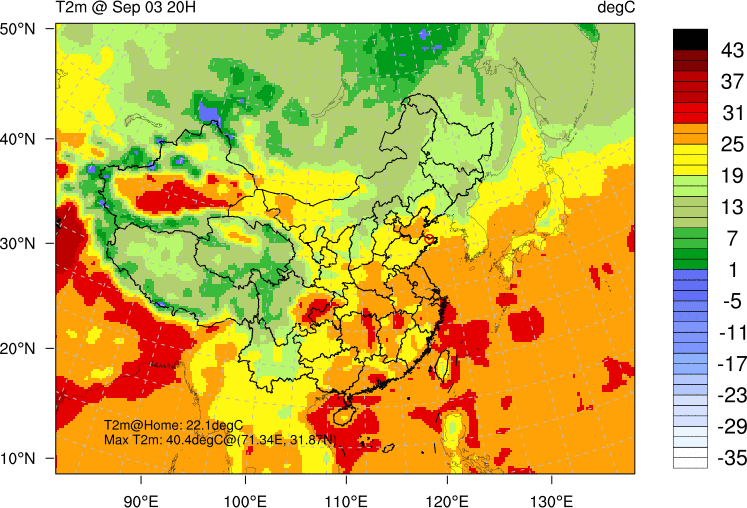 T2m @ Sep 03 20H degC
50°N
40°N
30°N
20°N
10°N
90°E 100°E 110°E 120°E 130°E
T2m@Home: 22.1degC
Max T2m: 40.4degC@(71.34E, 31.87N)
43
37
31
25
19
13
7
1
-5
-11
-17
-23
-29
-35